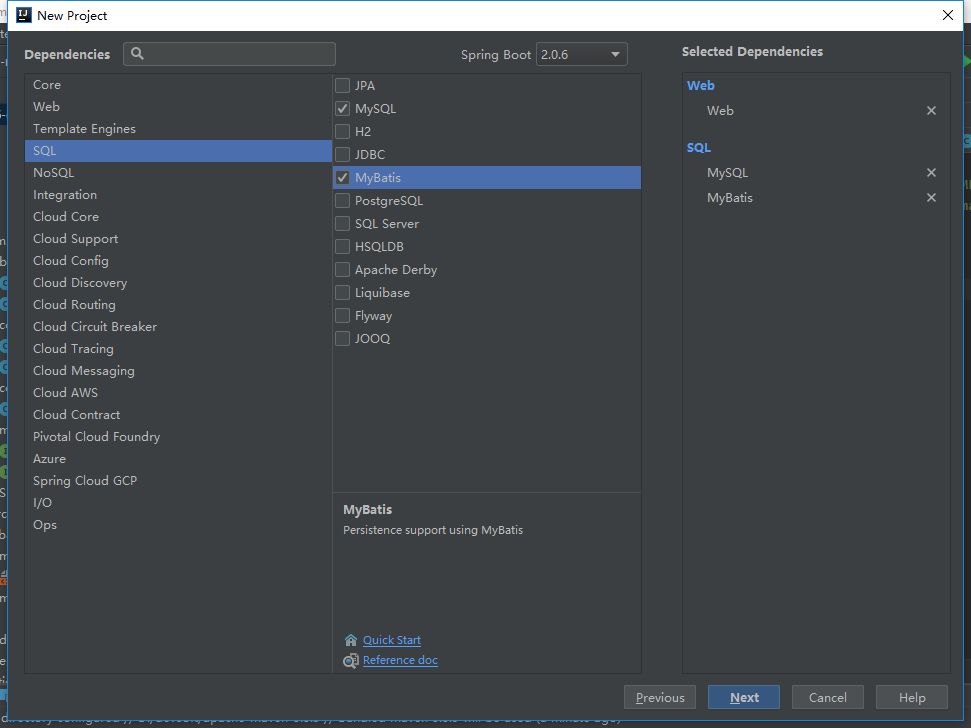 New Project
Dependencies
Spring Boot 2.0.6
Selected Dependencies
Core
Web
Template Engines
SQL
NoSQL
Integration
Cloud Core
Cloud Support
Cloud Config
Cloud Discovery
Cloud Routing
Cloud Circuit Breaker
Cloud Tracing
Cloud Messaging
Cloud AWS
Cloud Contract
Pivotal Cloud Foundry
Azure
Spring Cloud GCP
I/O
Ops
JPA
MySQL
H2
JDBC
MyBatis
PostgreSQL
SQL Server
HSQLDB
Apache Derby
Liquibase
Flyway
JOOQ
MyBatis
Persistence support using MyBatis
Quick Start
Reference doc
Web
Web
SQL
MySQL
MyBatis
Previous
Next
Cancel
Help